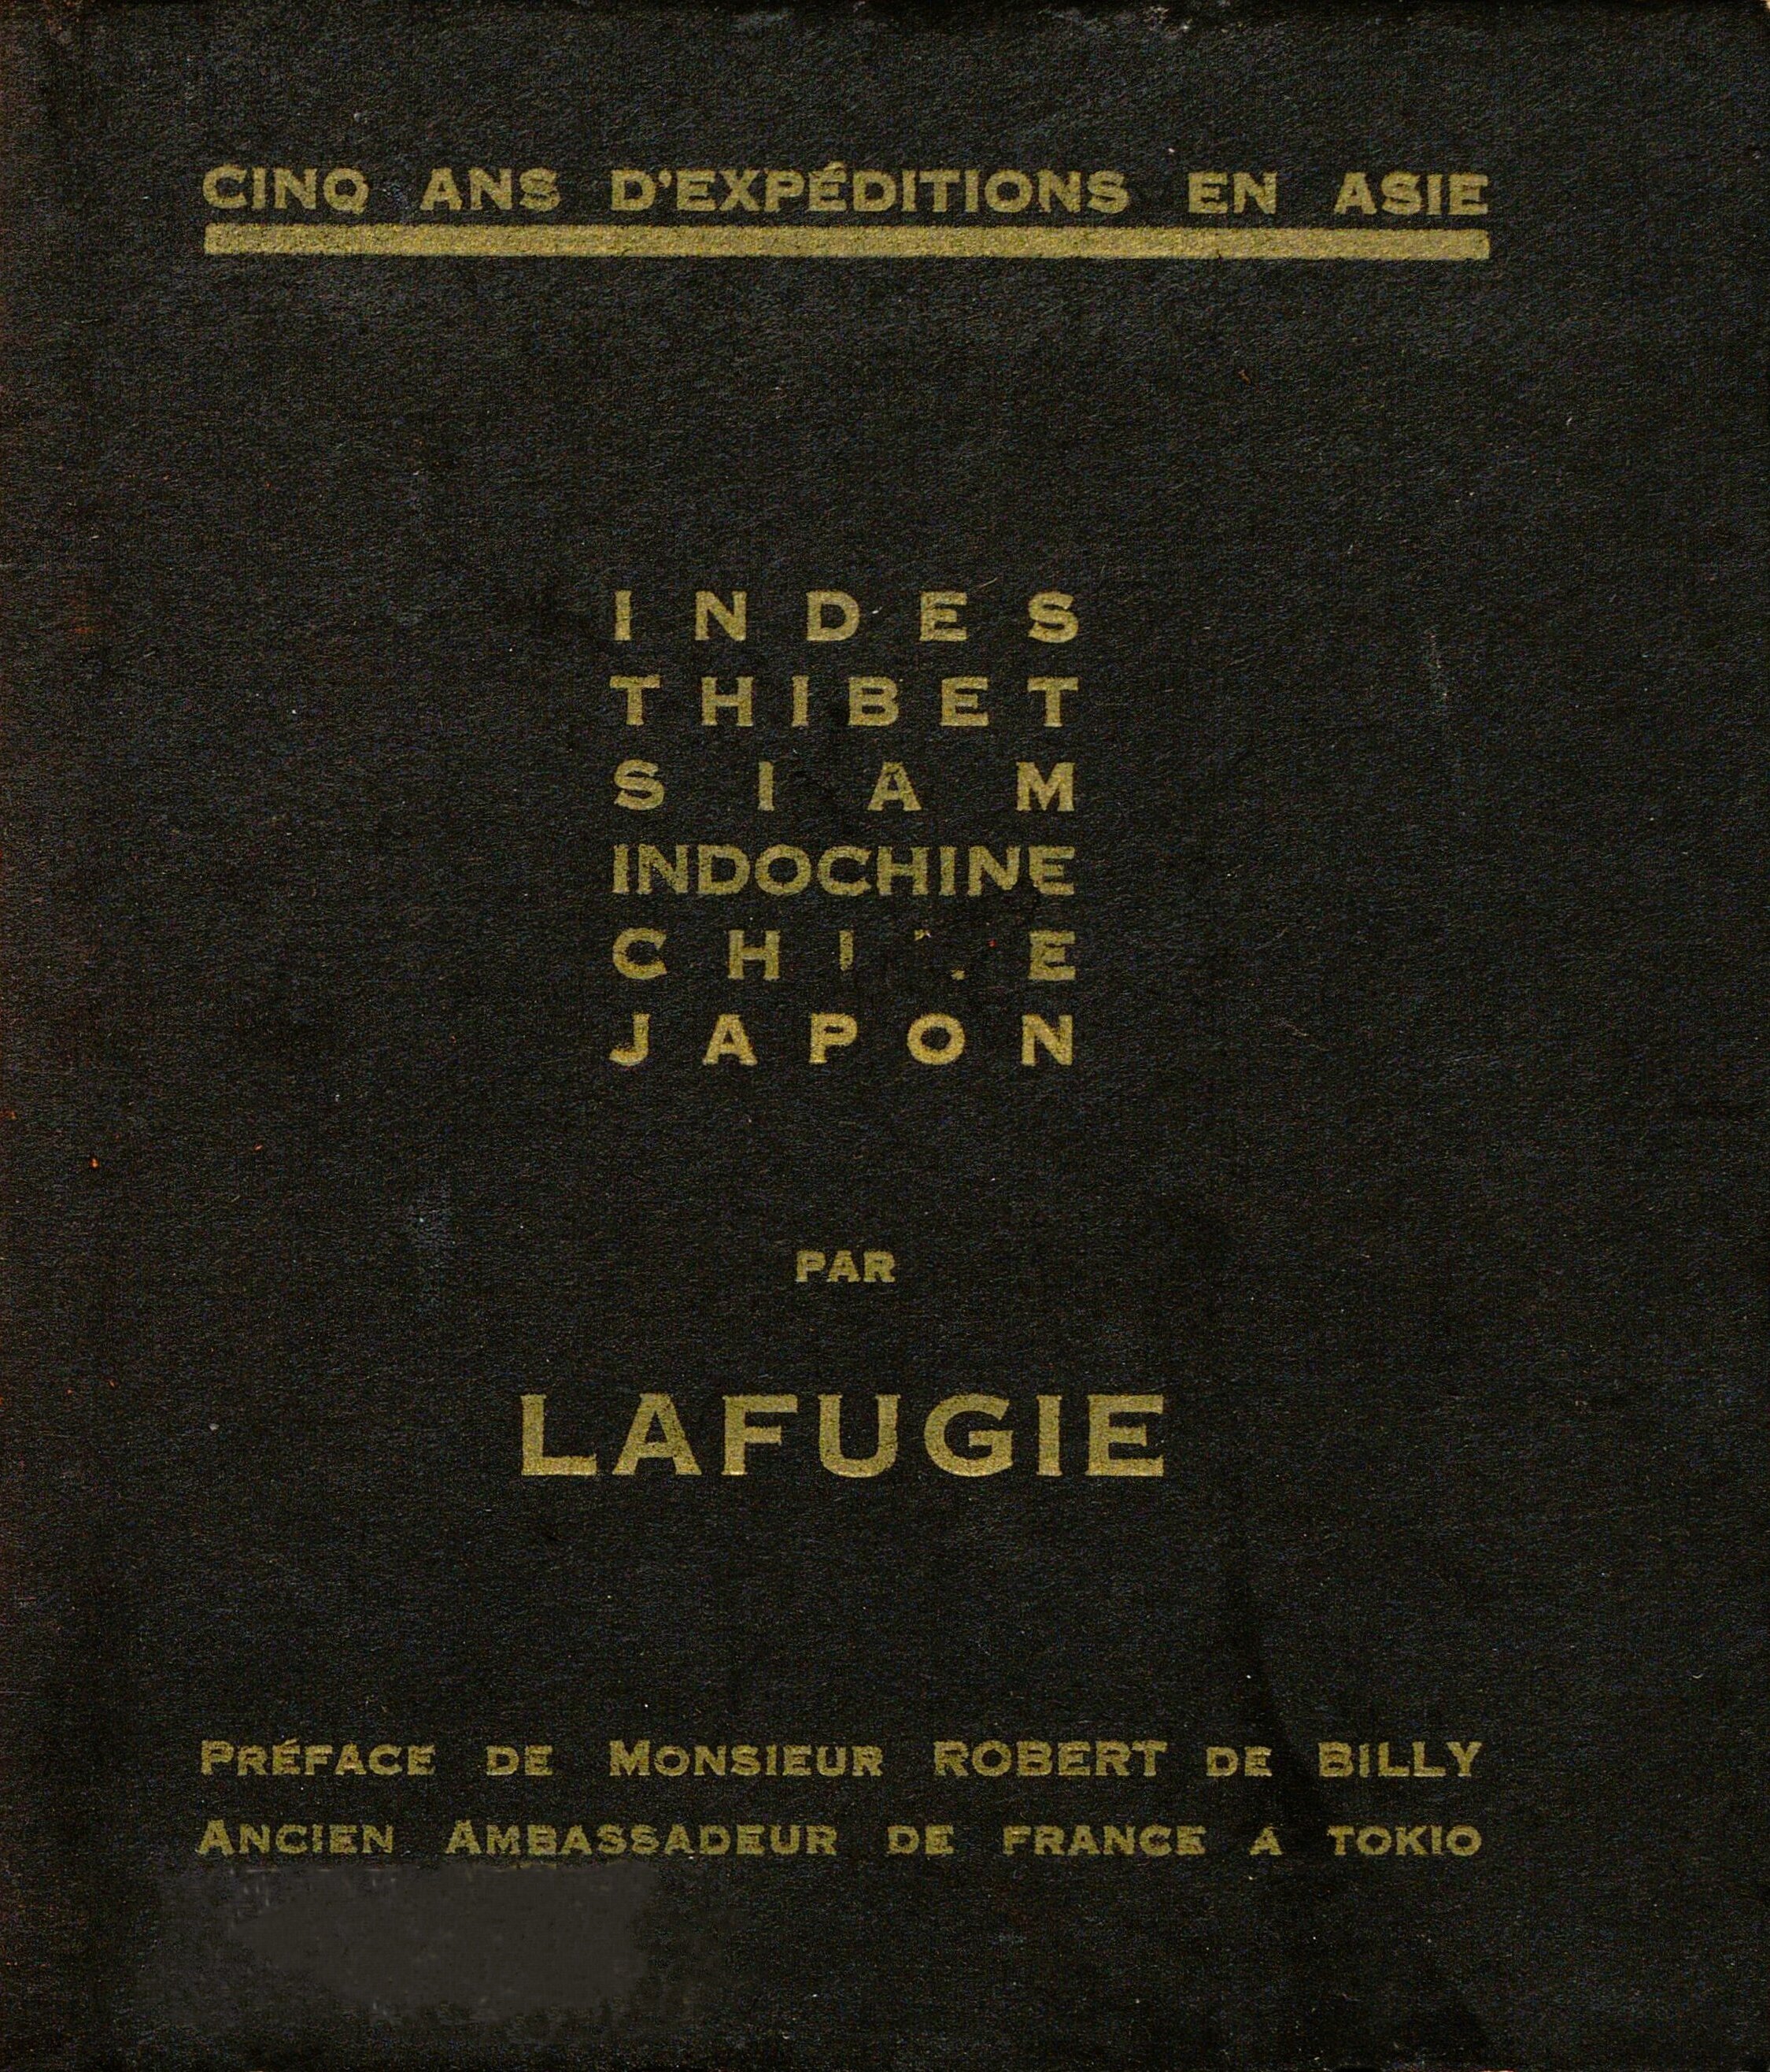 CINQ ANS D'EXPÉDITIONS EN ASIE
INDES
THIBET
SIAM
INDOCHINE
CHINE
JAPON
PAR
LAFUGIE
PRÉFACE DE MONSIEUR ROBERT DE BILLY
ANCIEN AMBASSADEUR DE FRANCE A TOKIO